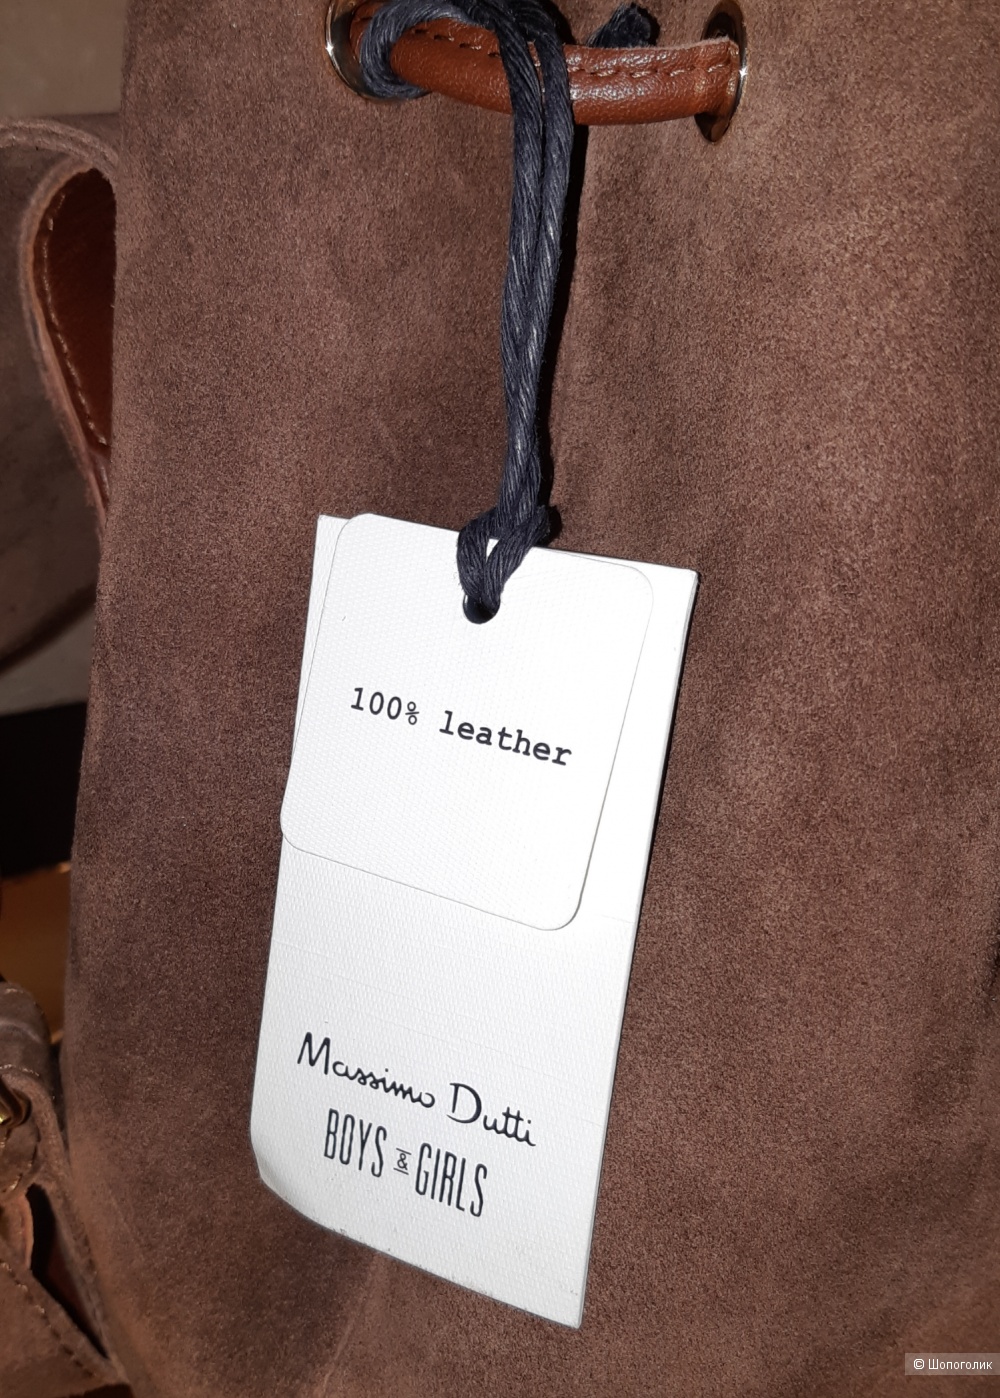 100% leather
Massimo Dutti
BOYS & GIRLS
© Шопоголик